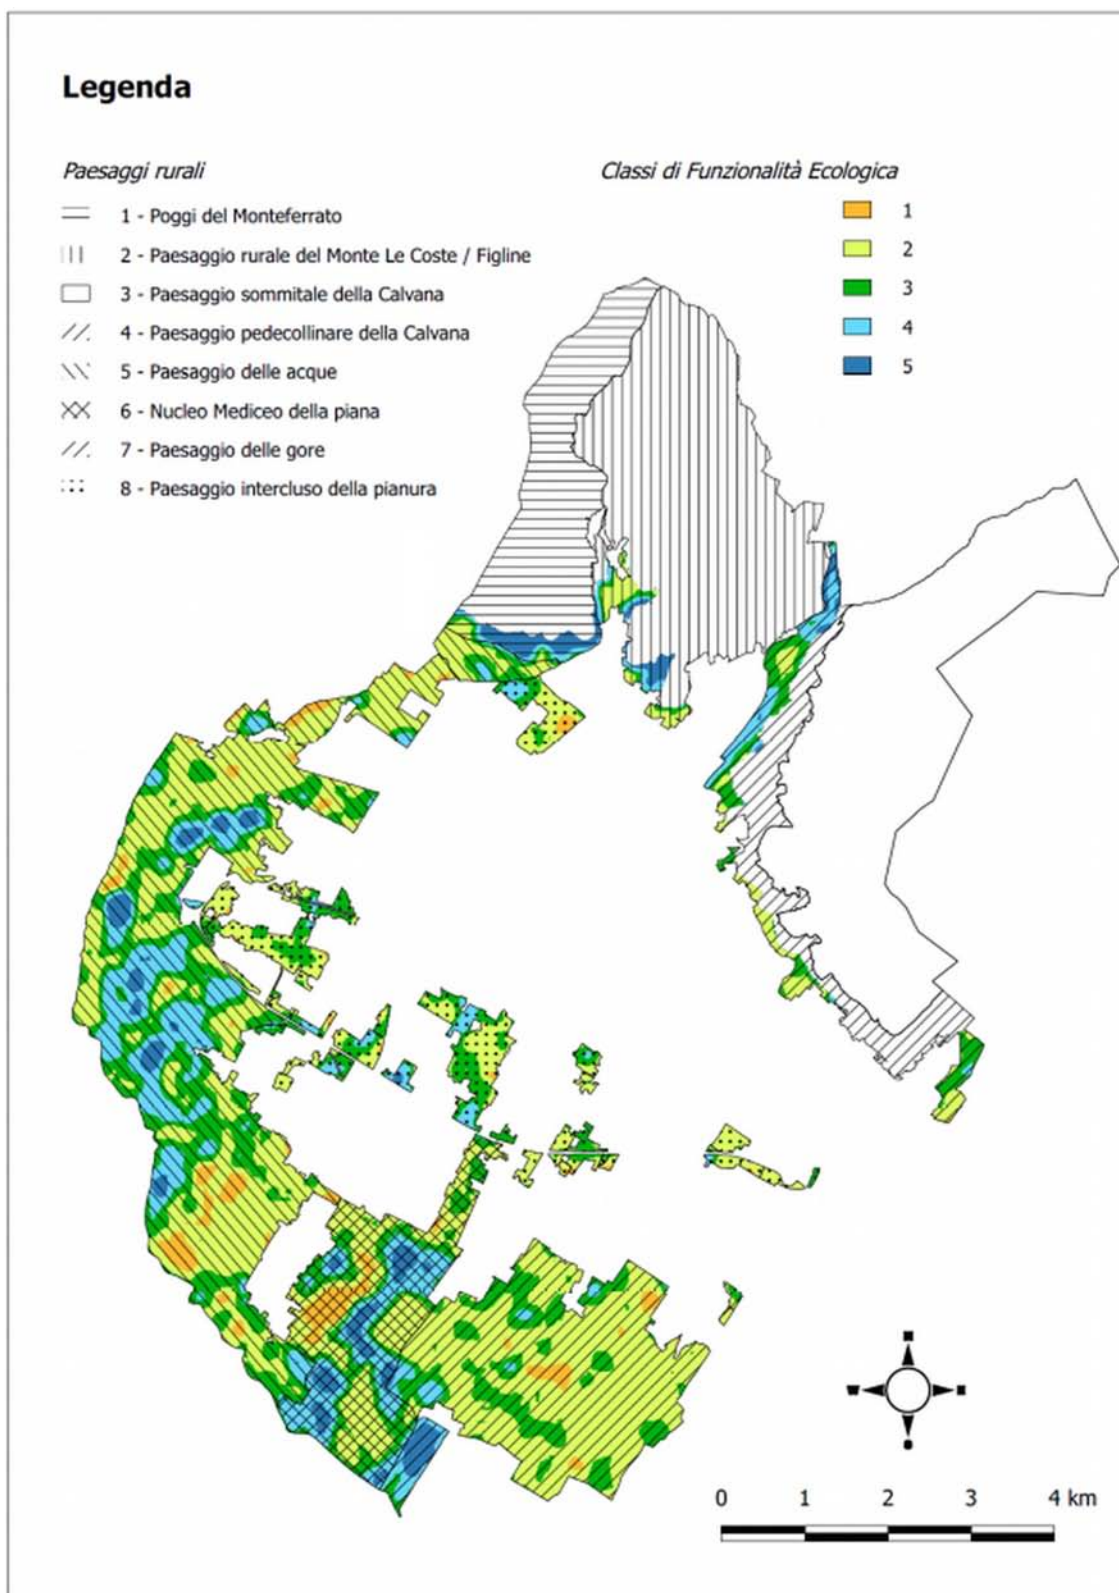 Legenda
Paesaggi rurali
1 - Poggi del Monteferrato
2 - Paesaggio rurale del Monte Le Coste / Figline
3 - Paesaggio sommitale della Calvana
4 - Paesaggio pedecollinare della Calvana
5 - Paesaggio delle acque
6 - Nucleo Mediceo della piana
7 - Paesaggio delle gore
8 - Paesaggio intercluso della pianura
Classi di Funzionalità Ecologica
1
2
3
4
5
0 1 2 3 4 km